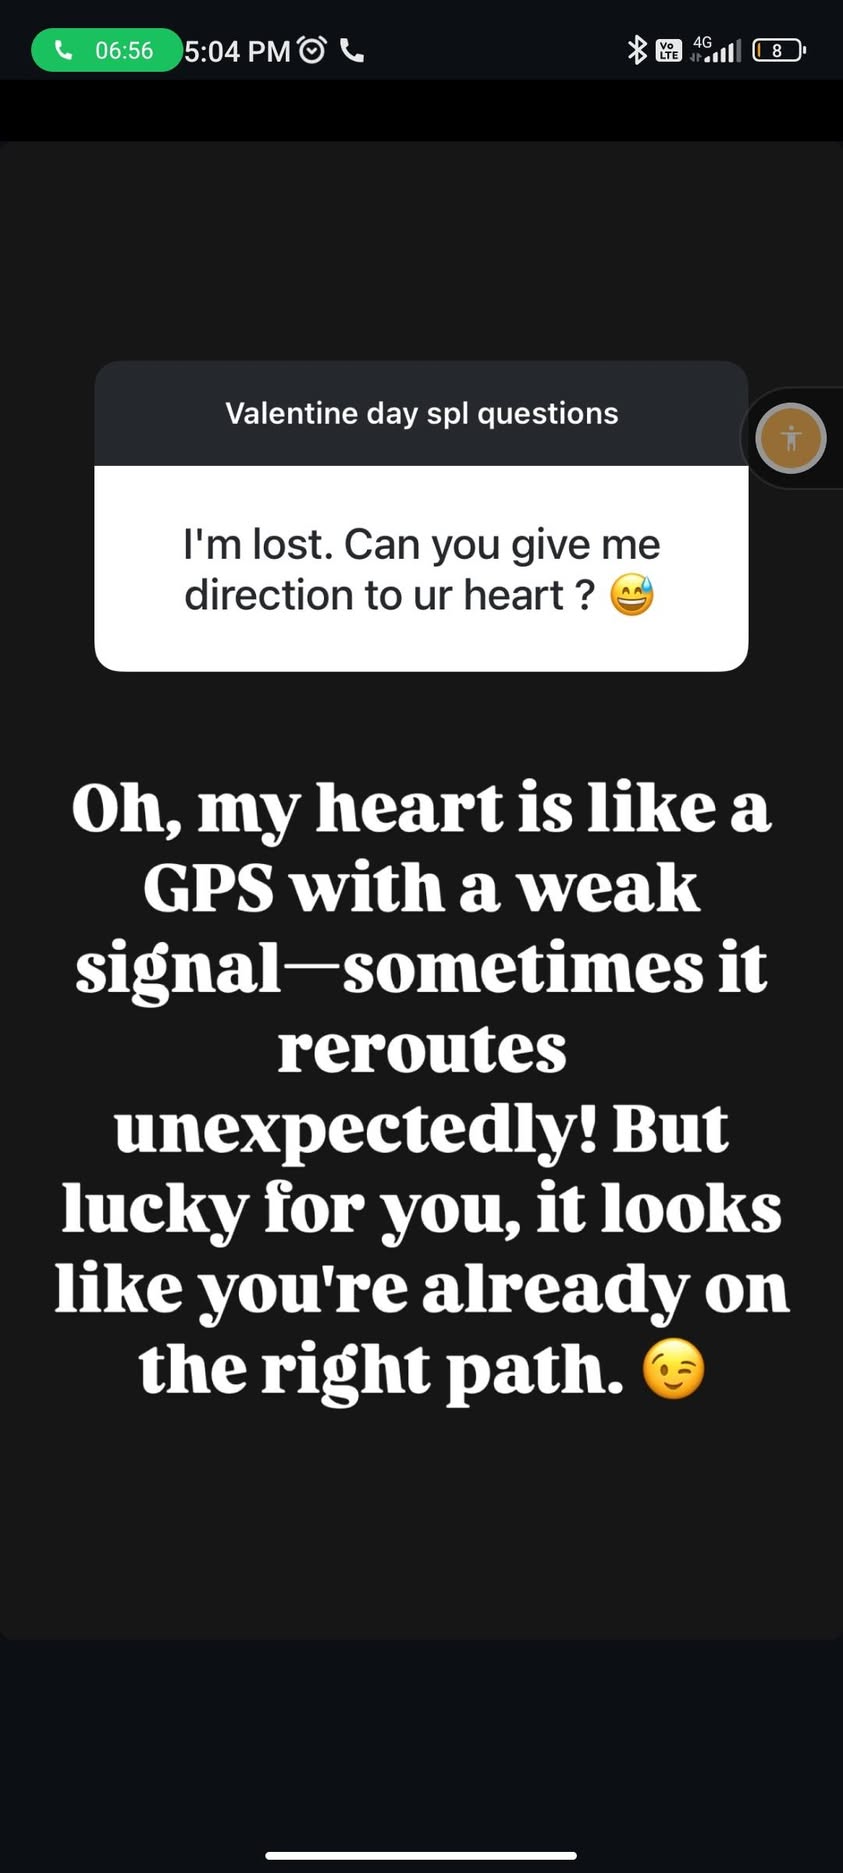 06:56 5:04 PM Vo LTE 4G 8
Valentine day spl questions
I'm lost. Can you give me
direction to ur heart ? 😅
Oh, my heart is like a
GPS with a weak
signal—sometimes it
reroutes
unexpectedly! But
lucky for you, it looks
like you're already on
the right path. 😉